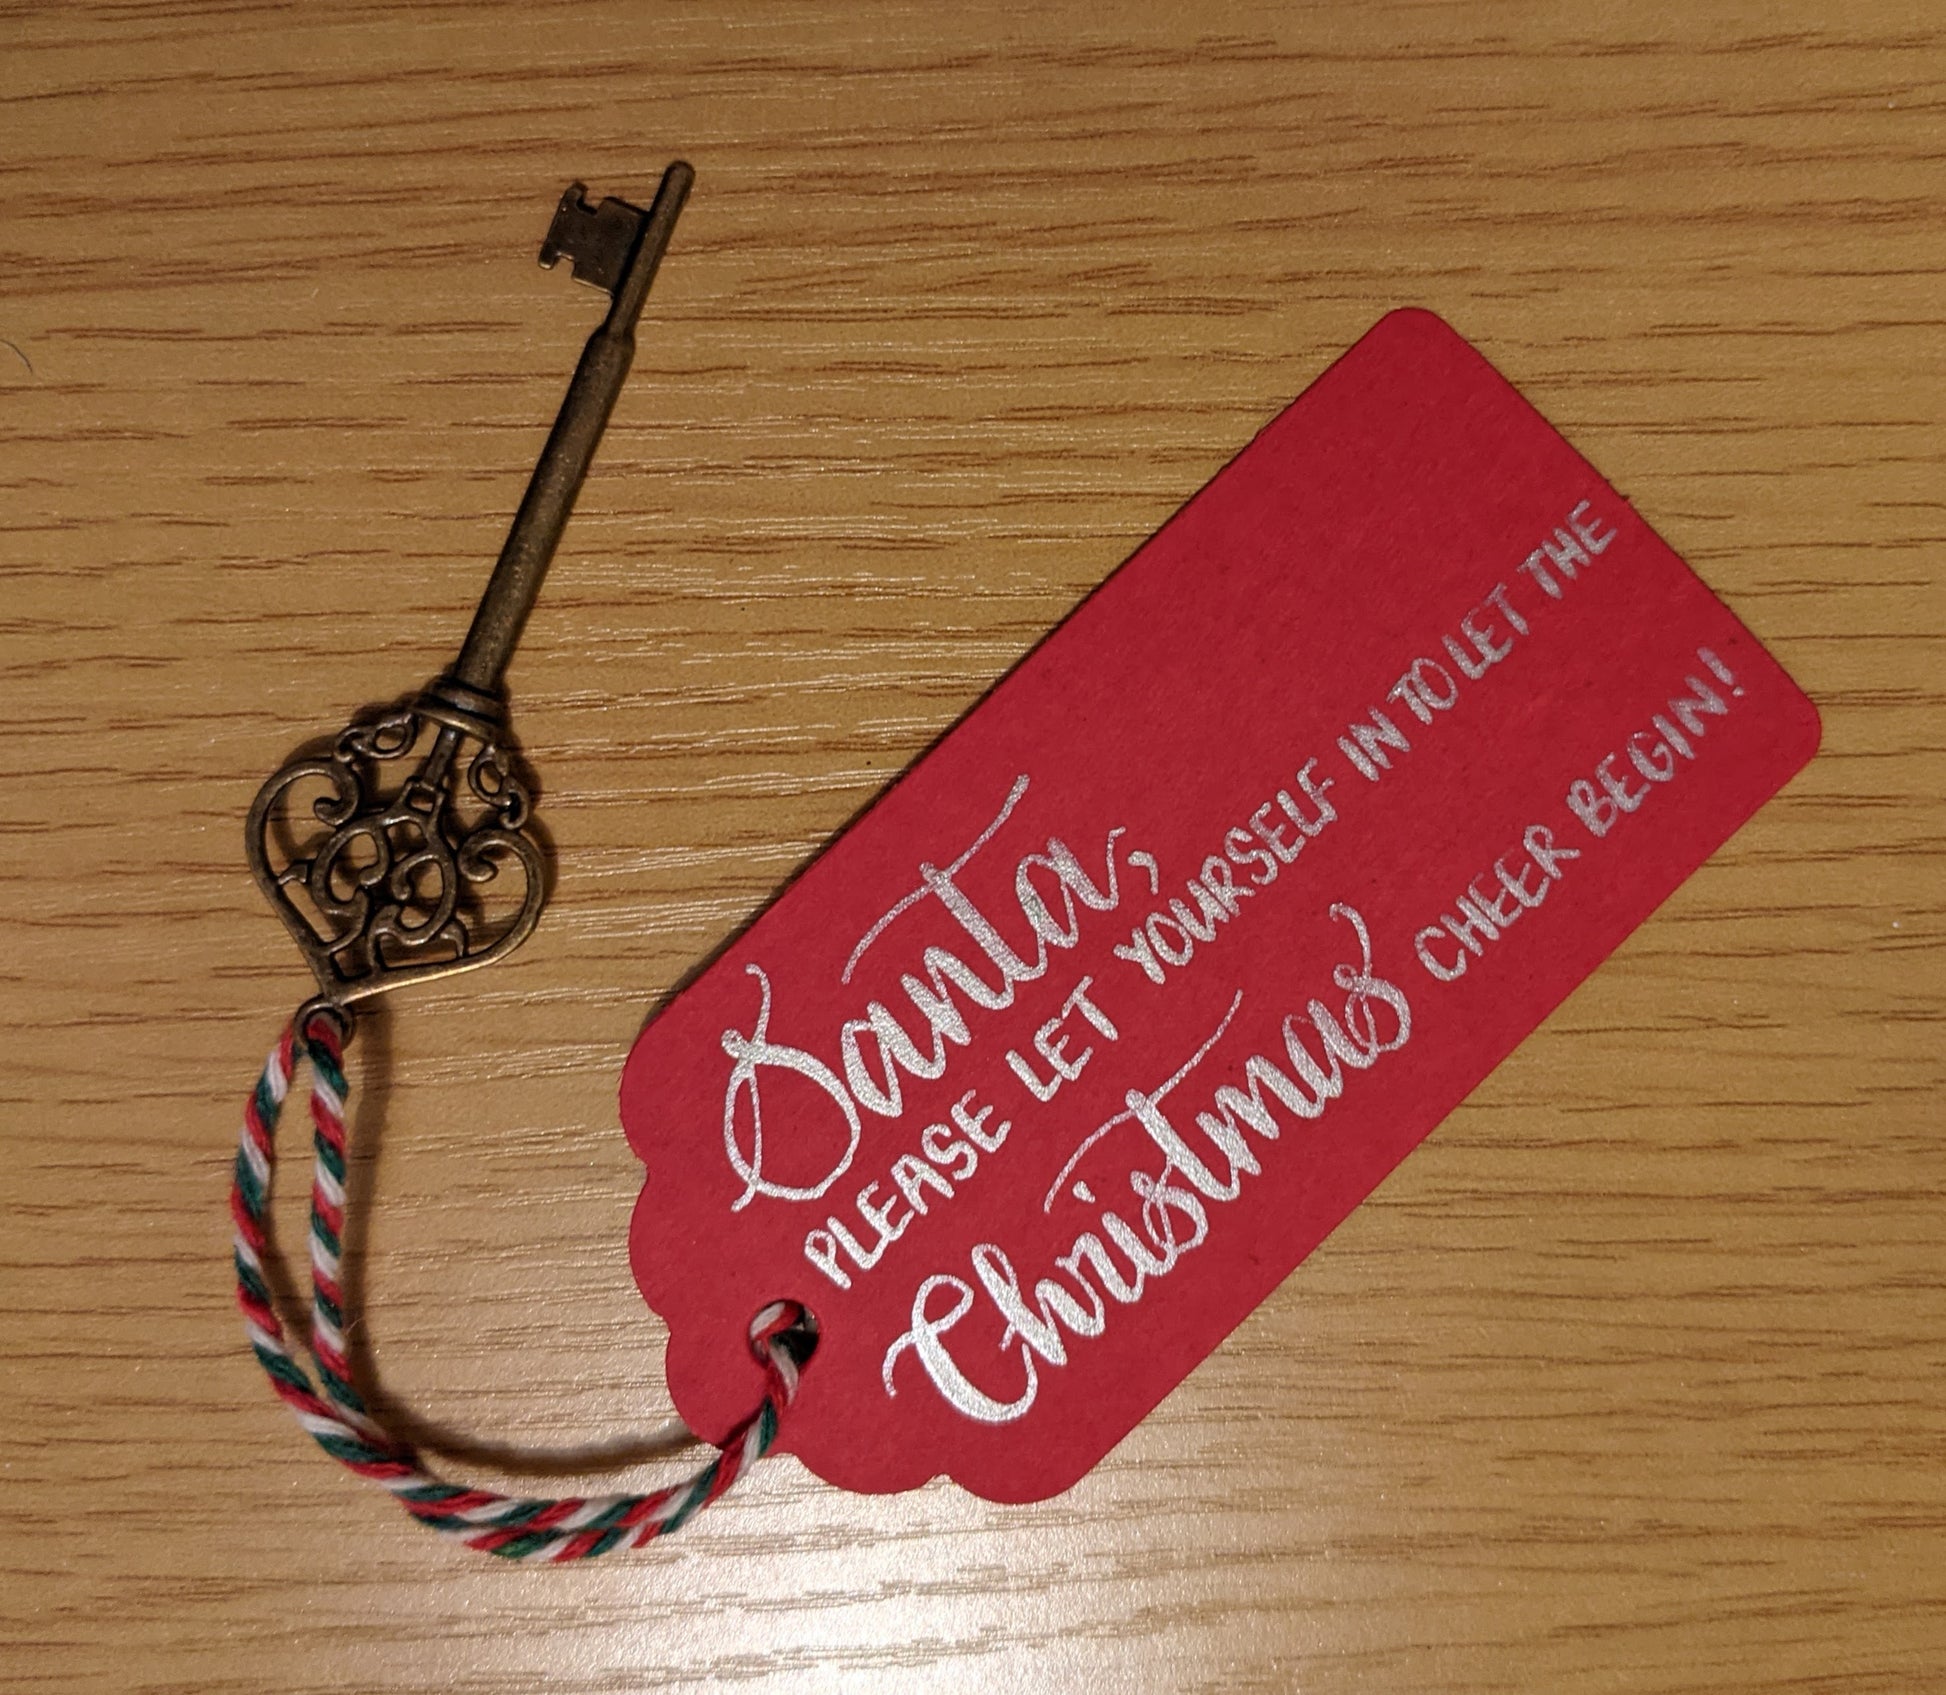 Santa,
PLEASE LET YOURSELF IN TO LET THE
Christmas CHEER BEGIN!